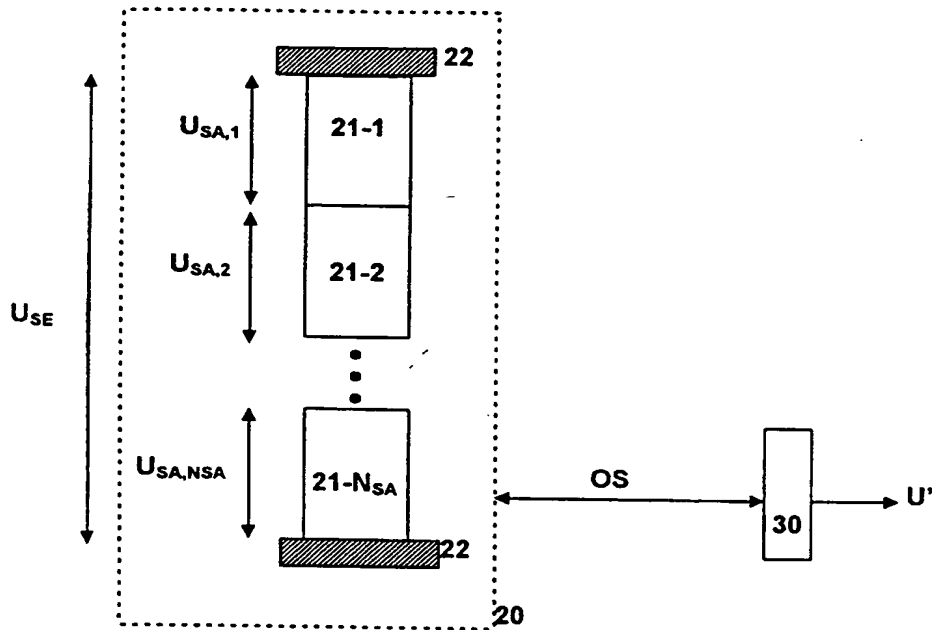 22
U_SA,1
21-1
U_SA,2
21-2
U_SE
U_SA,NSA
21-N_SA
OS
U'
30
22
20